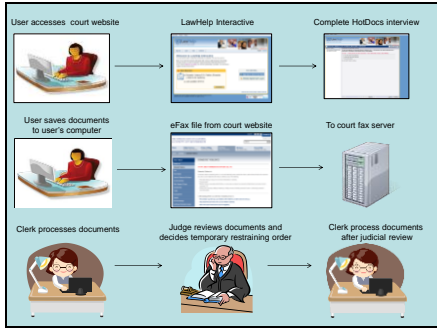 User accesses court website
LawHelp Interactive
Complete HotDocs interview
User saves documents
to user's computer
eFax file from court website
To court fax server
Clerk processes documents
Judge reviews documents and
decides temporary restraining order
Clerk process documents
after judicial review